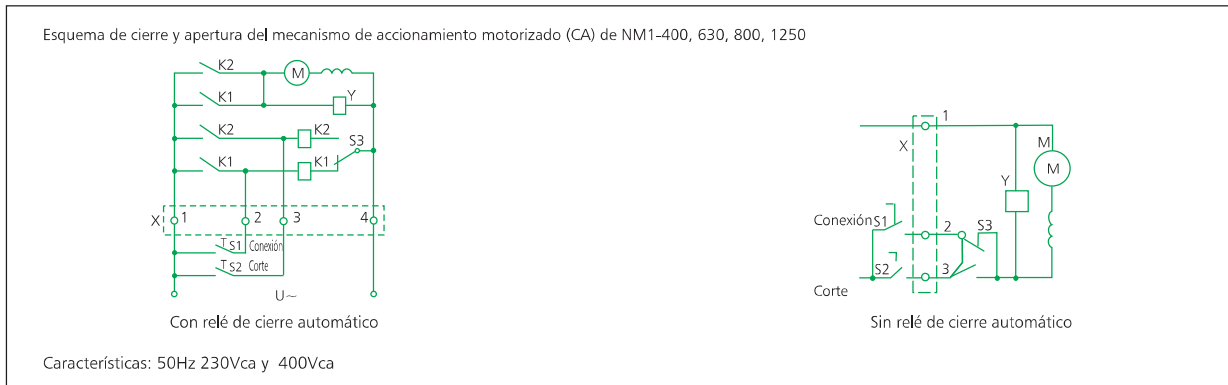 Esquema de cierre y apertura del mecanismo de accionamiento motorizado (CA) de NM1-400, 630, 800, 1250
K2
M
K1
Y
K2
K2
S3
K1
K1
X
1
2
3
4
S1 Conexión
S2 Corte
U~
Con relé de cierre automático
1
X
M
M
Y
Conexión
S1
2
S3
S2
3
Corte
Sin relé de cierre automático
Características: 50Hz 230Vca y 400Vca